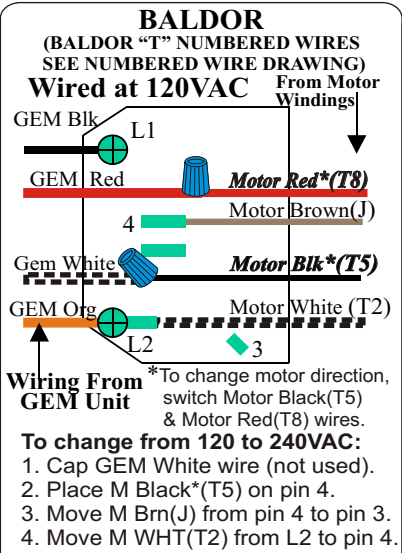 BALDOR
(BALDOR “T” NUMBERED WIRES
SEE NUMBERED WIRE DRAWING)
Wired at 120VAC
From Motor
Windings
GEM Blk
L1
GEM Red
Motor Red*(T8)
Motor Brown(J)
4
Gem White
Motor Blk*(T5)
GEM Org
Motor White (T2)
L2
3
Wiring From
GEM Unit
*To change motor direction,
switch Motor Black(T5)
& Motor Red(T8) wires.
To change from 120 to 240VAC:
1. Cap GEM White wire (not used).
2. Place M Black*(T5) on pin 4.
3. Move M Brn(J) from pin 4 to pin 3.
4. Move M WHT(T2) from L2 to pin 4.